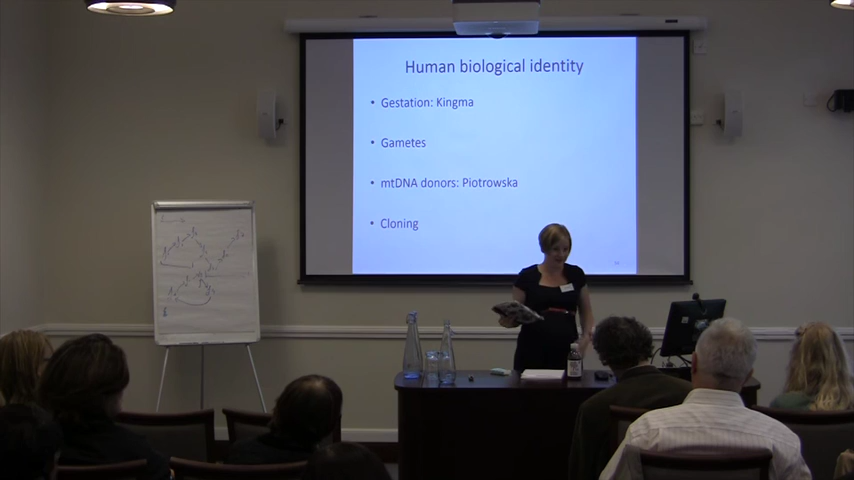 Human biological identity
• Gestation: Kingma
• Gametes
• mtDNA donors: Piotrowska
• Cloning